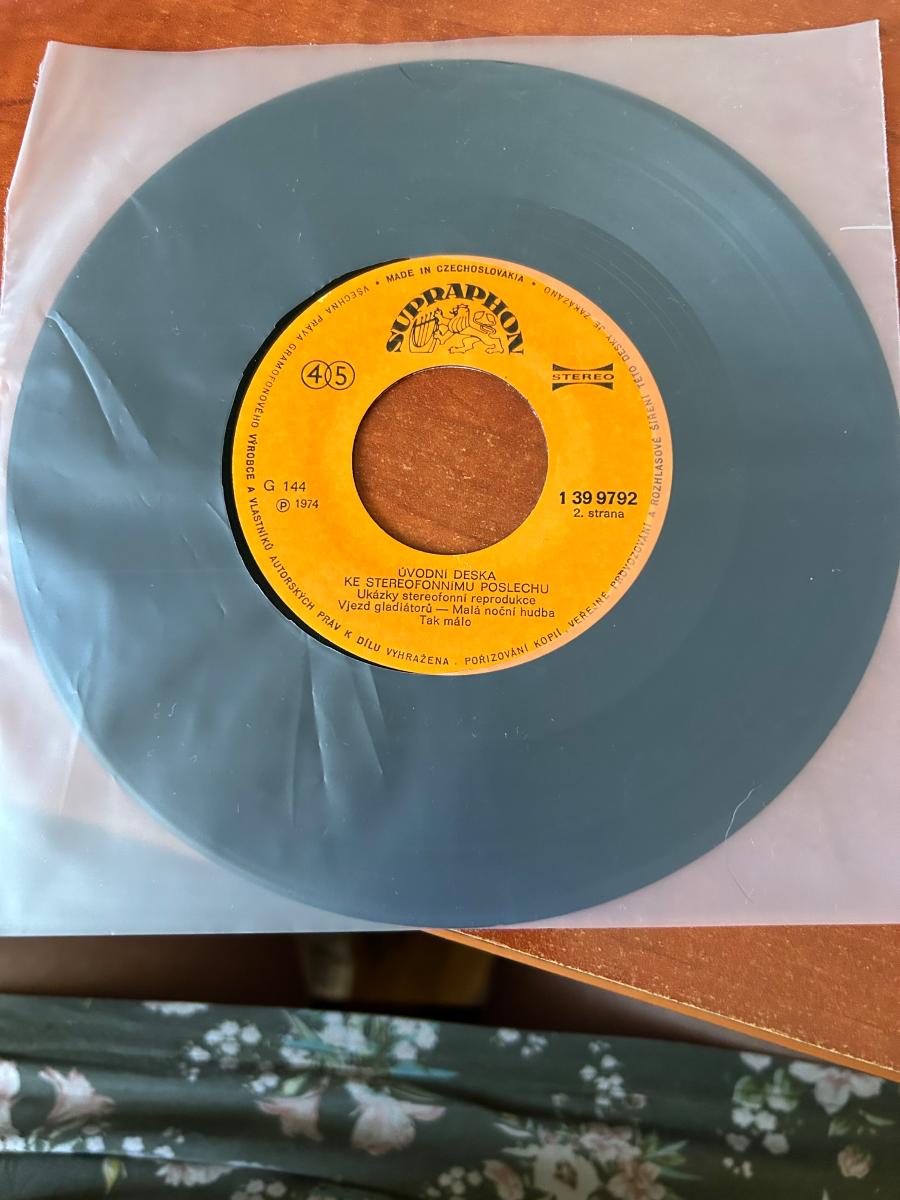 • MADE IN CZECHOSLOVAKIA •
SUPRAPHON
45
STEREO
G 144
Ⓟ 1974
1 39 9792
2. strana
ÚVODNÍ DESKA
KE STEREOFONNÍMU POSLECHU
Ukázky stereofonní reprodukce
Vjezd gladiátorů — Malá noční hudba
Tak málo
VŠECHNA PRÁVA GRAMOFONOVÉHO VÝROBCE A VLASTNÍKŮ AUTORSKÝCH PRÁV K DÍLU VYHRAŽENA . POŘIZOVÁNÍ KOPIÍ, VEŘEJNÉ PROVOZOVÁNÍ A ROZHLASOVÉ ŠÍŘENÍ TÉTO DESKY JE ZAKÁZÁNO